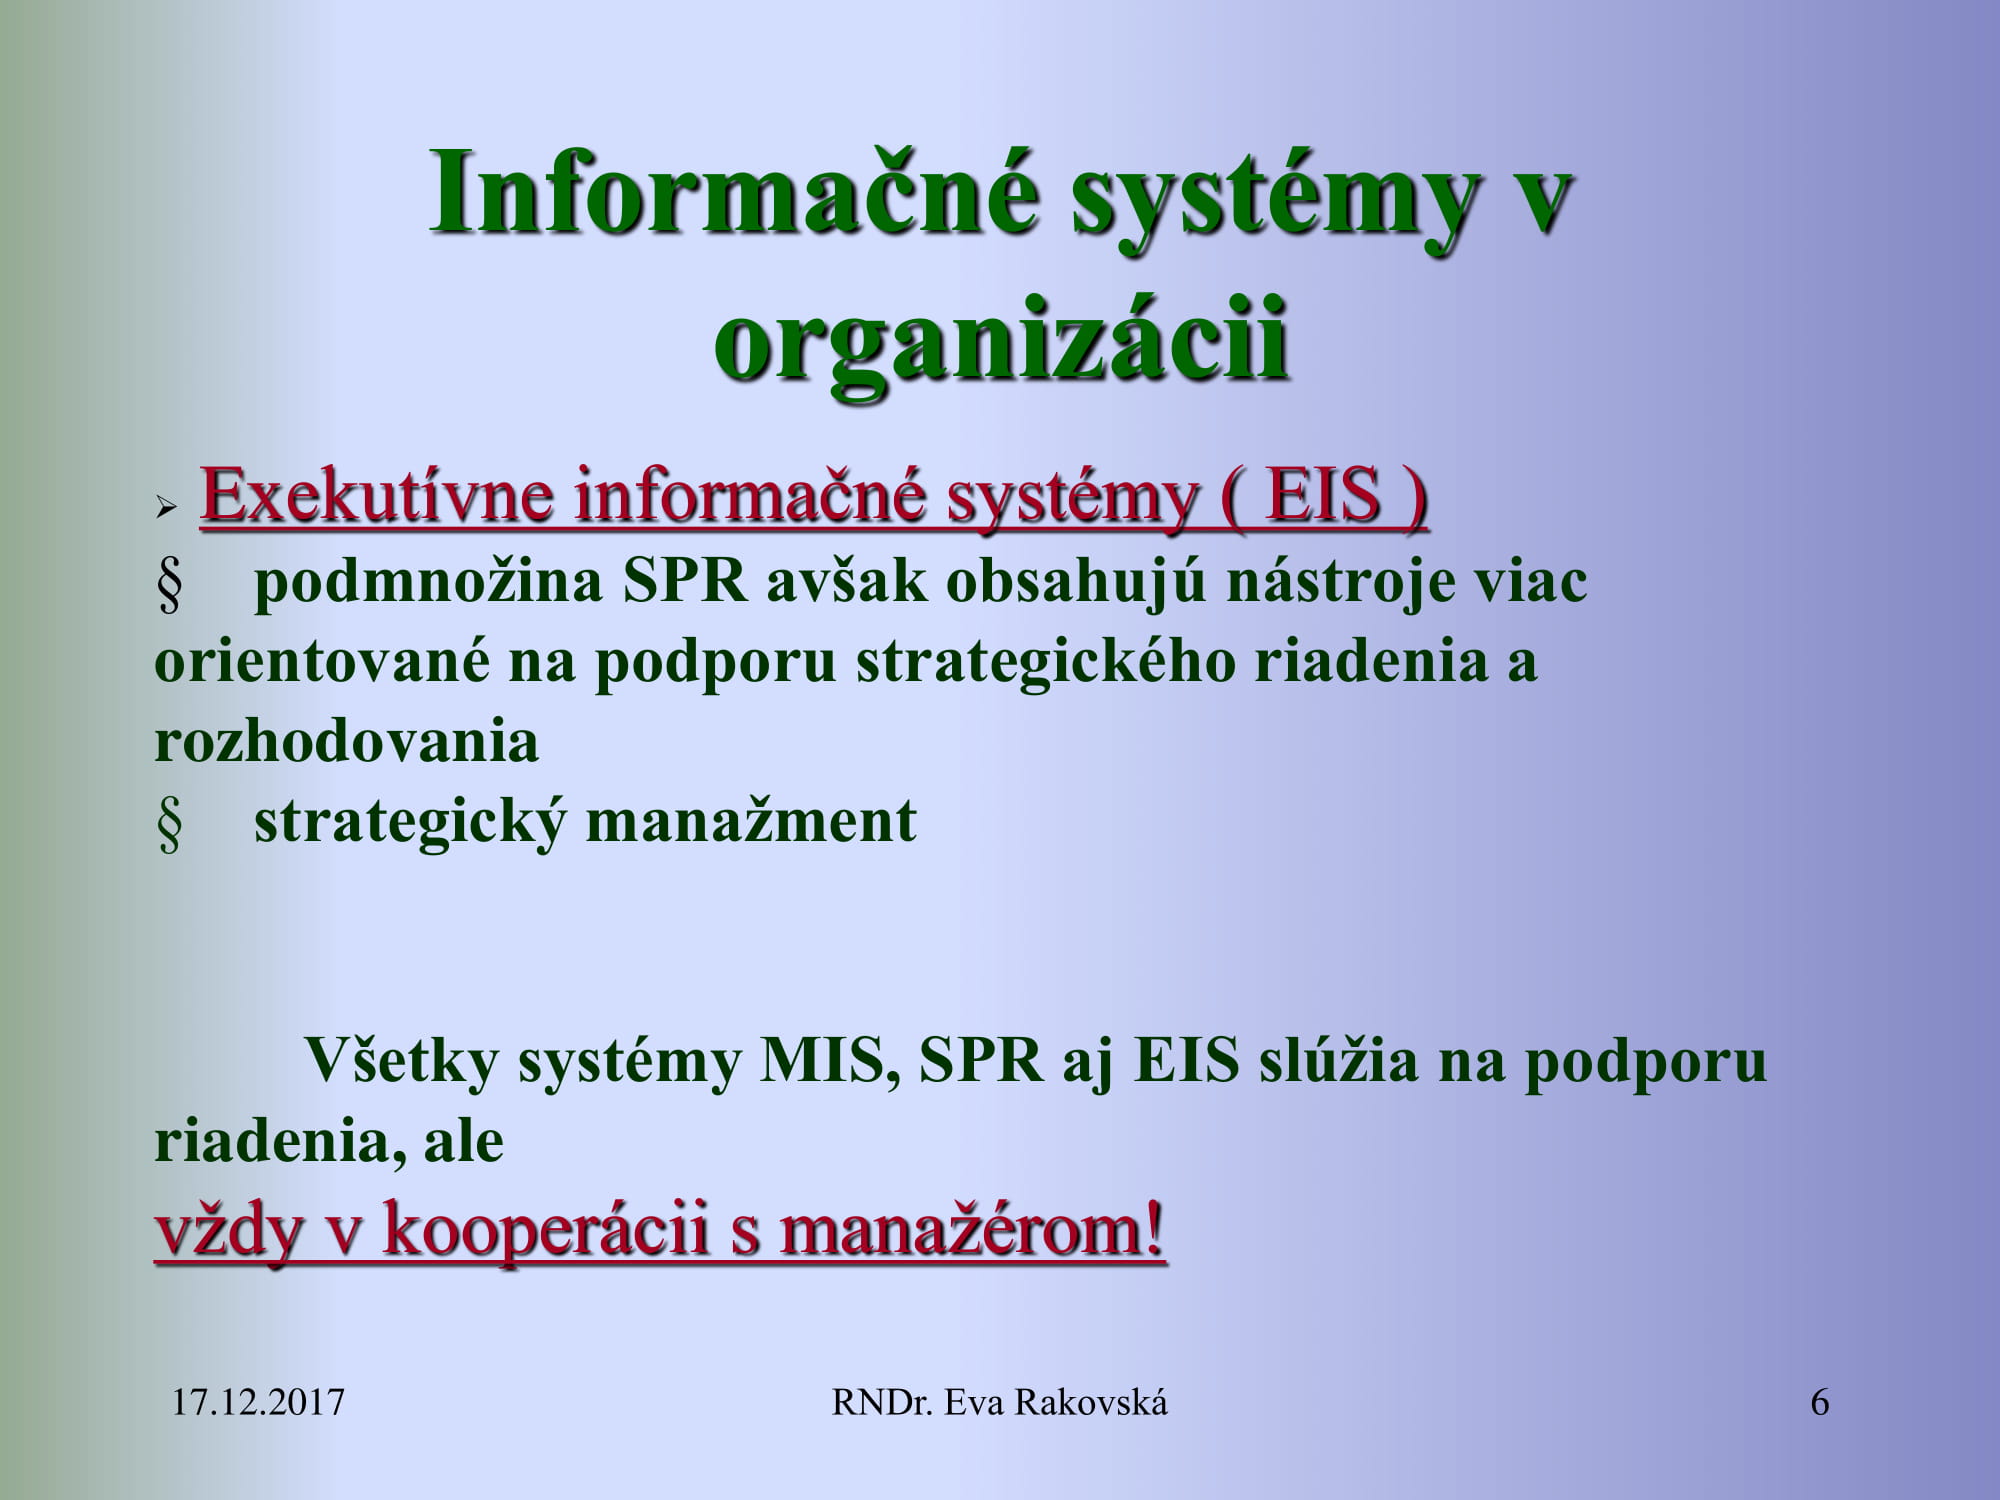 Informačné systémy v
organizácii
➢ Exekutívne informačné systémy ( EIS )
§ podmnožina SPR avšak obsahujú nástroje viac
orientované na podporu strategického riadenia a
rozhodovania
§ strategický manažment
Všetky systémy MIS, SPR aj EIS slúžia na podporu
riadenia, ale
vždy v kooperácii s manažérom!
17.12.2017 RNDr. Eva Rakovská 6